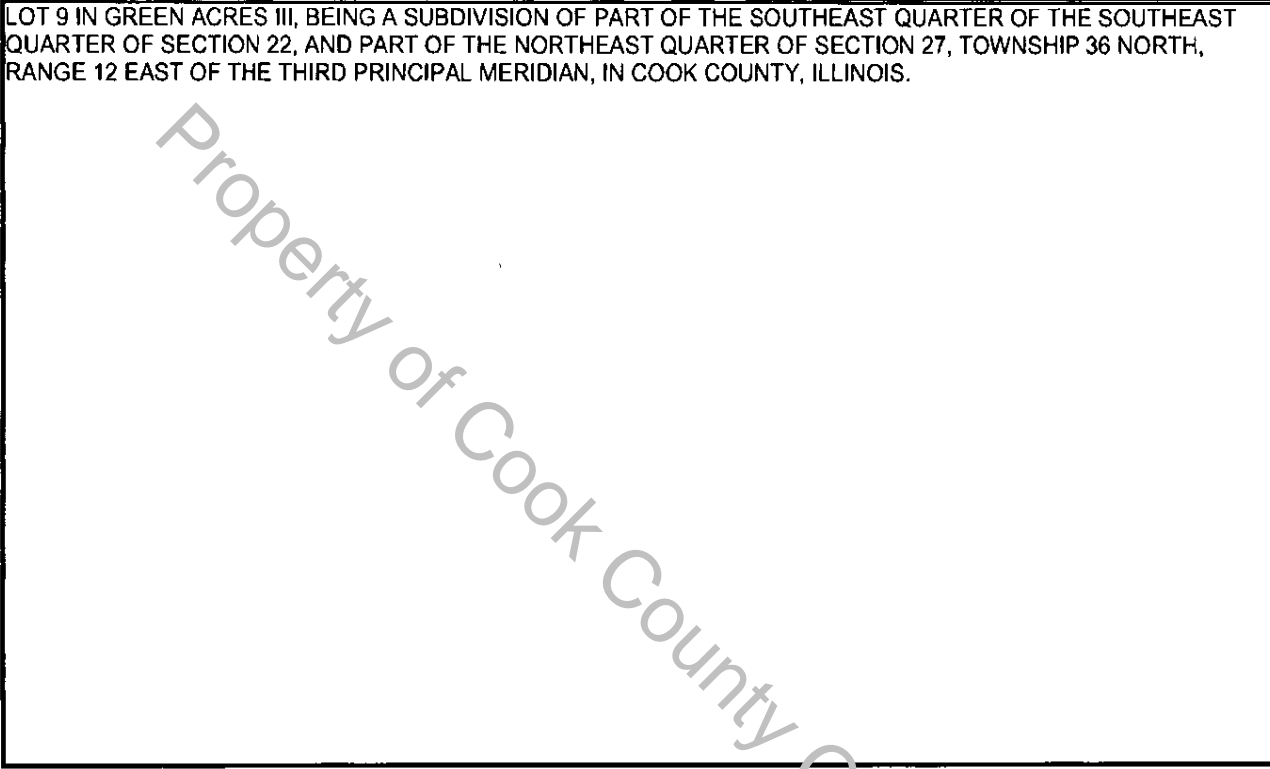 LOT 9 IN GREEN ACRES III, BEING A SUBDIVISION OF PART OF THE SOUTHEAST QUARTER OF THE SOUTHEAST
QUARTER OF SECTION 22, AND PART OF THE NORTHEAST QUARTER OF SECTION 27, TOWNSHIP 36 NORTH,
RANGE 12 EAST OF THE THIRD PRINCIPAL MERIDIAN, IN COOK COUNTY, ILLINOIS.
Property of Cook County